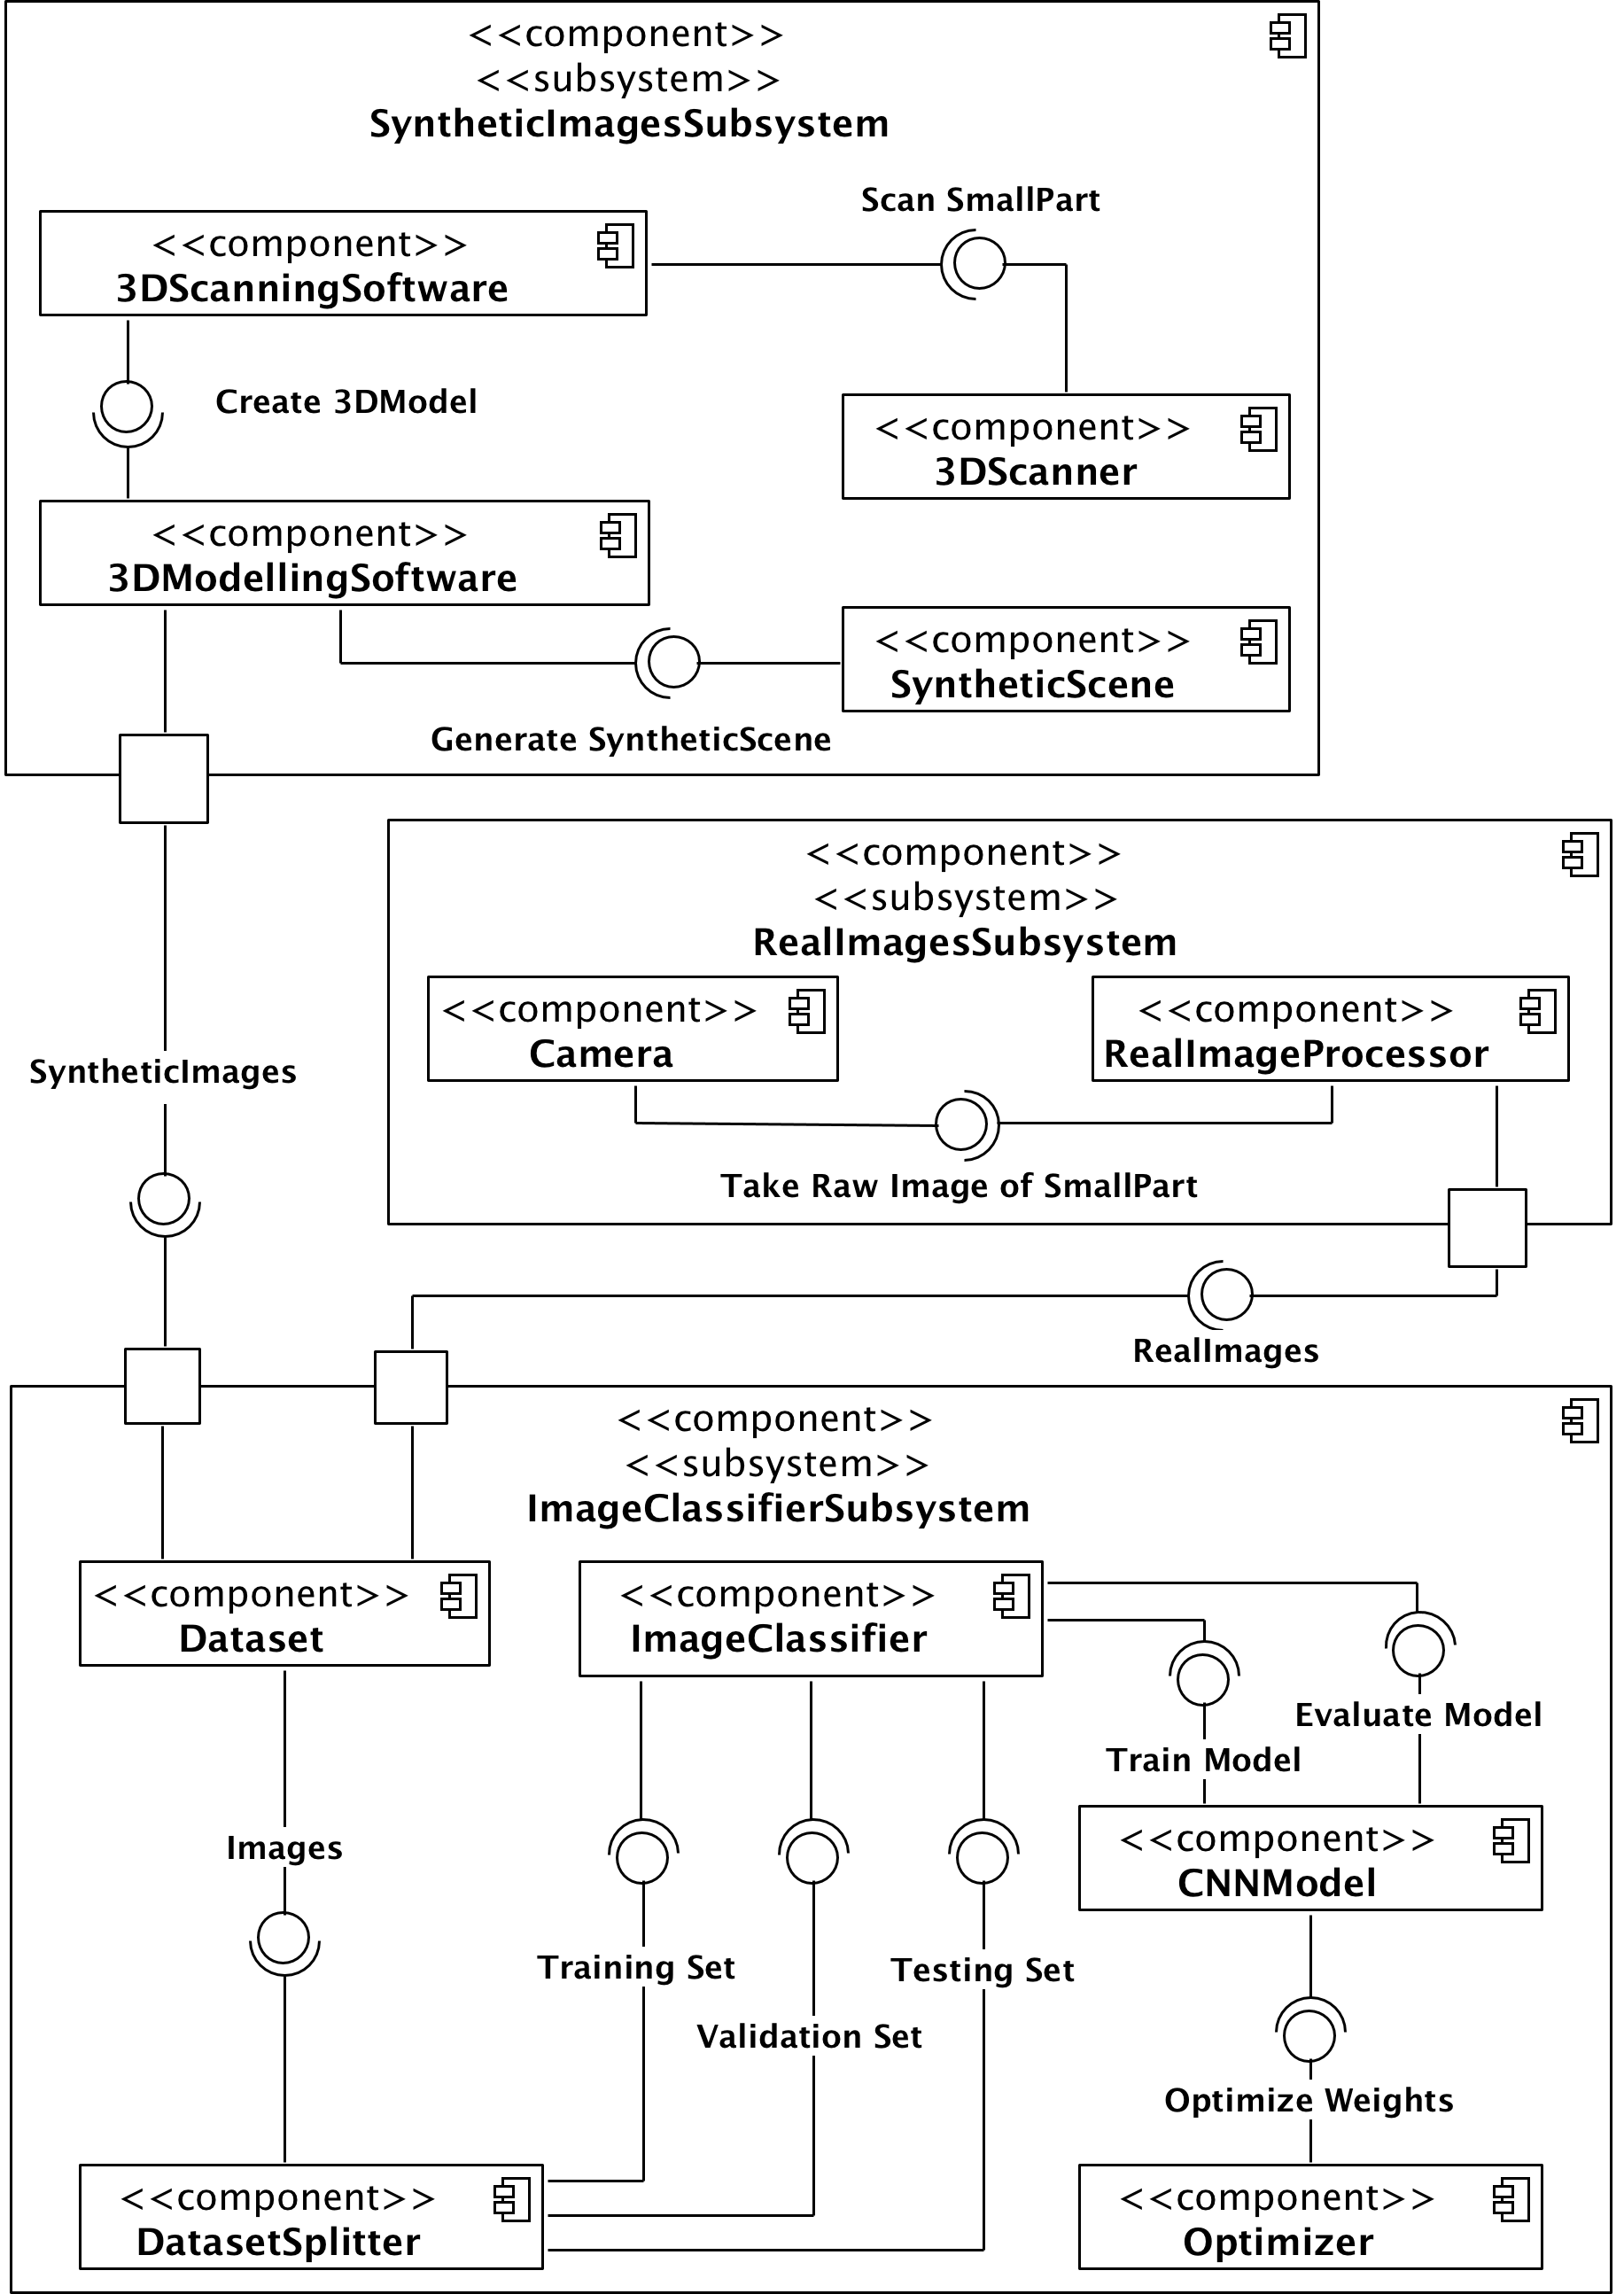 <<component>>
<<subsystem>>
SyntheticImagesSubsystem
Scan SmallPart
<<component>>
3DScanningSoftware
Create 3DModel
<<component>>
3DScanner
<<component>>
3DModellingSoftware
<<component>>
SyntheticScene
Generate SyntheticScene
<<component>>
<<subsystem>>
RealImagesSubsystem
<<component>>
Camera
<<component>>
RealImageProcessor
SyntheticImages
Take Raw Image of SmallPart
RealImages
<<component>>
<<subsystem>>
ImageClassifierSubsystem
<<component>>
Dataset
<<component>>
ImageClassifier
Evaluate Model
Train Model
Images
<<component>>
CNNModel
Training Set
Testing Set
Validation Set
Optimize Weights
<<component>>
DatasetSplitter
<<component>>
Optimizer